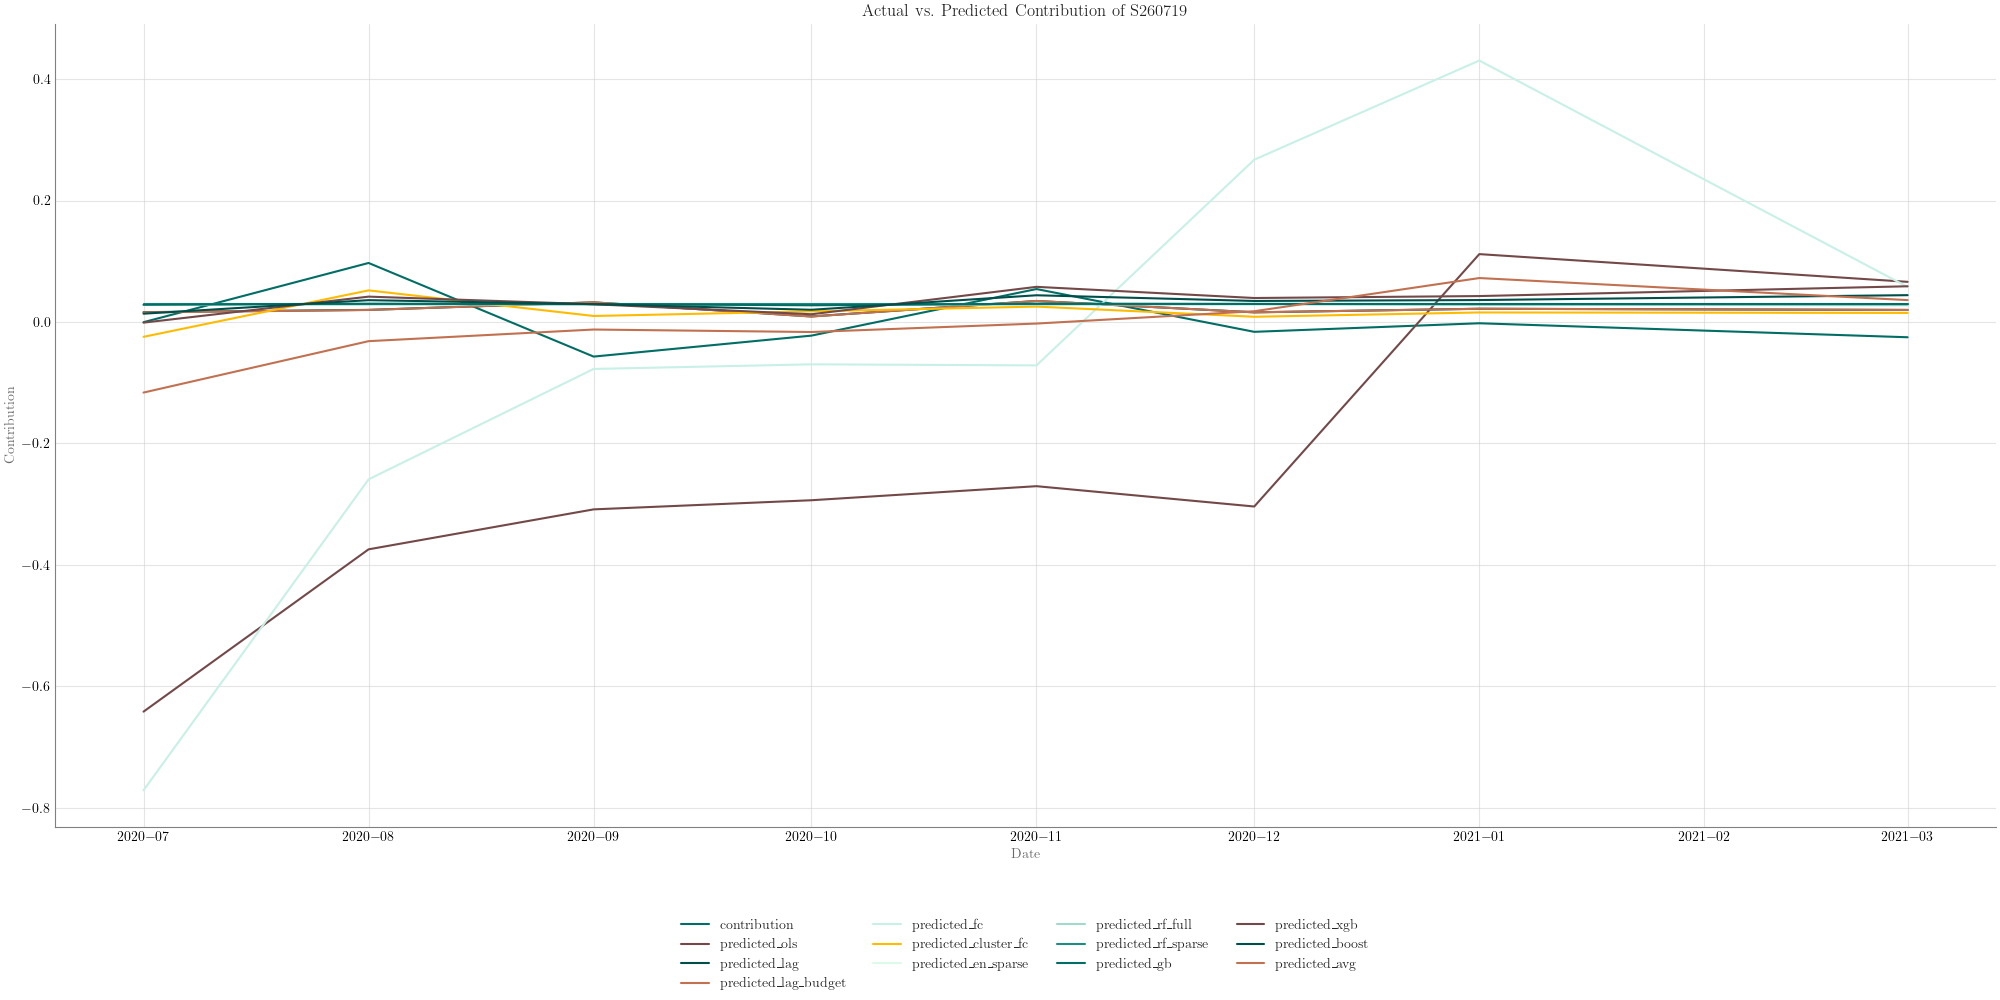 Actual vs. Predicted Contribution of S260719
0.4
0.2
0.0
−0.2
−0.4
−0.6
−0.8
Contribution
2020−07 2020−08 2020−09 2020−10 2020−11 2020−12 2021−01 2021−02 2021−03
Date
contribution predicted_fc predicted_rf_full predicted_xgb
predicted_ols predicted_cluster_fc predicted_rf_sparse predicted_boost
predicted_lag predicted_en_sparse predicted_gb predicted_avg
predicted_lag_budget